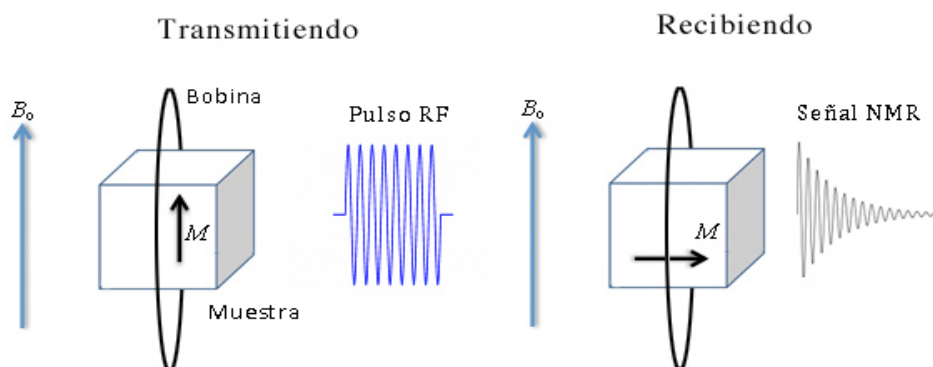 Transmitiendo
B₀
Bobina
Pulso RF
M
Muestra
Recibiendo
B₀
Señal NMR
M